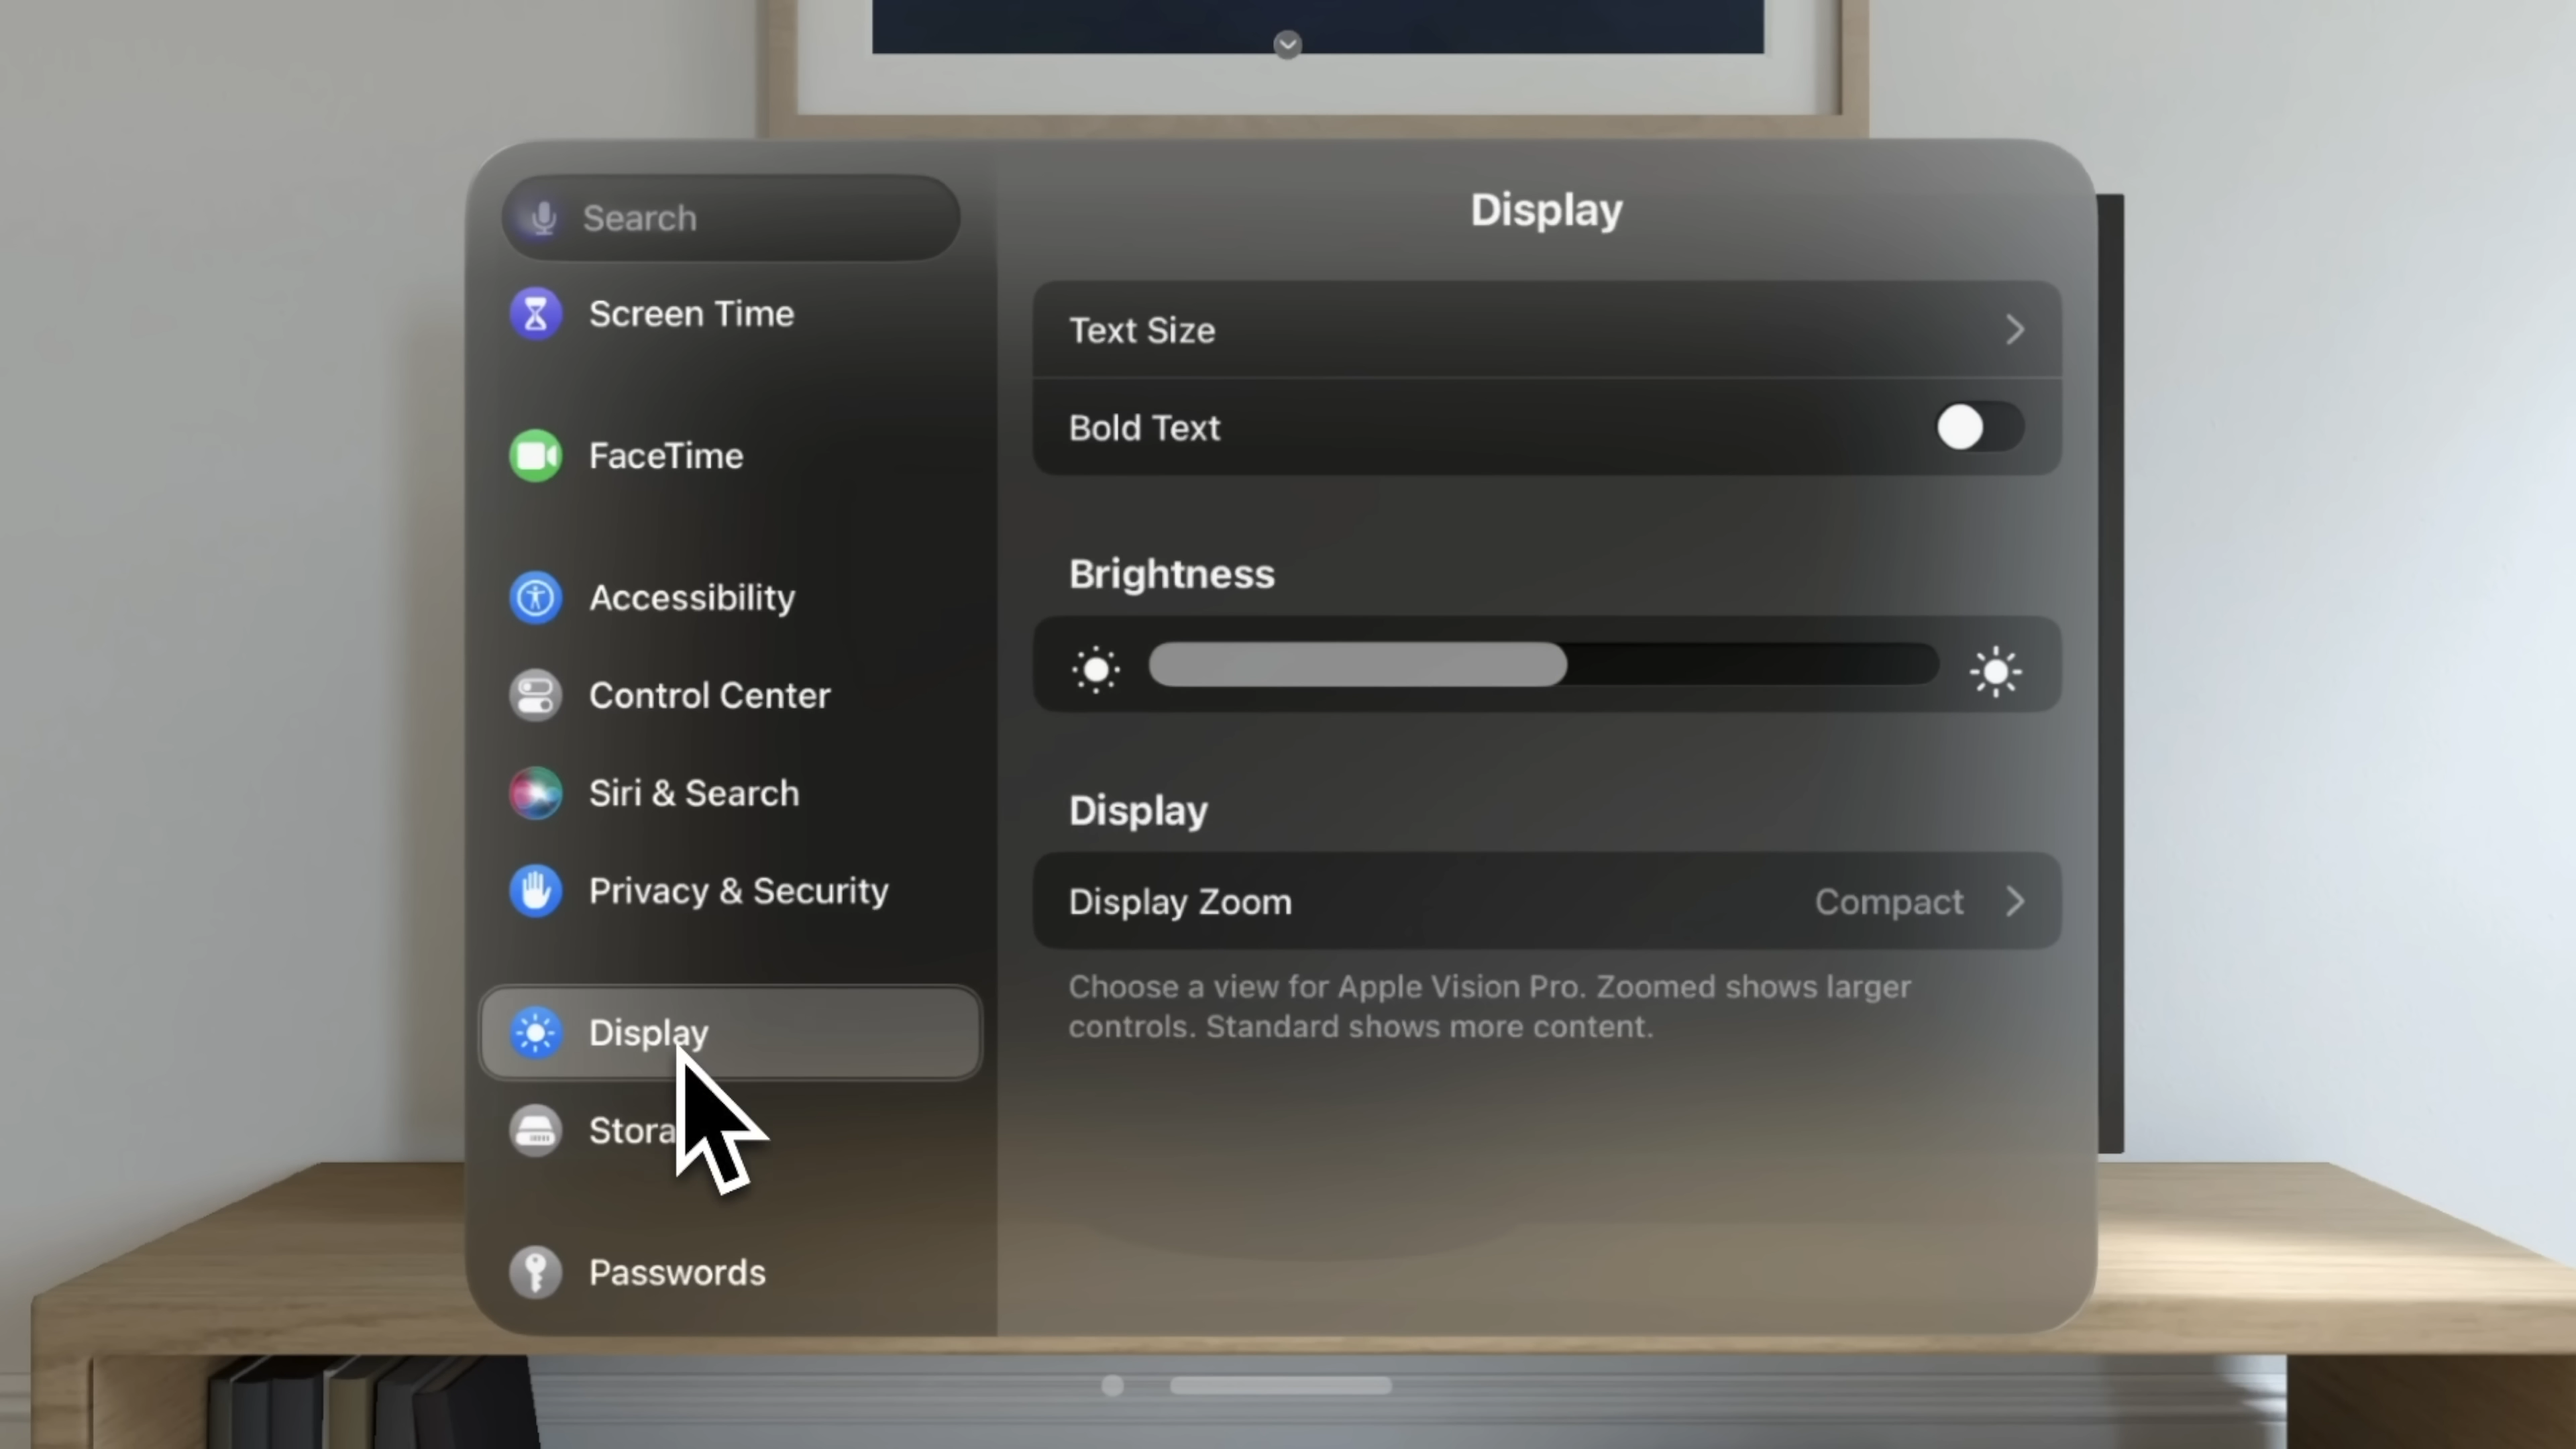 Search
Screen Time
FaceTime
Accessibility
Control Center
Siri & Search
Privacy & Security
Display
Passwords
Display
Text Size
Bold Text
Brightness
Display
Display Zoom Compact
Choose a view for Apple Vision Pro. Zoomed shows larger
controls. Standard shows more content.